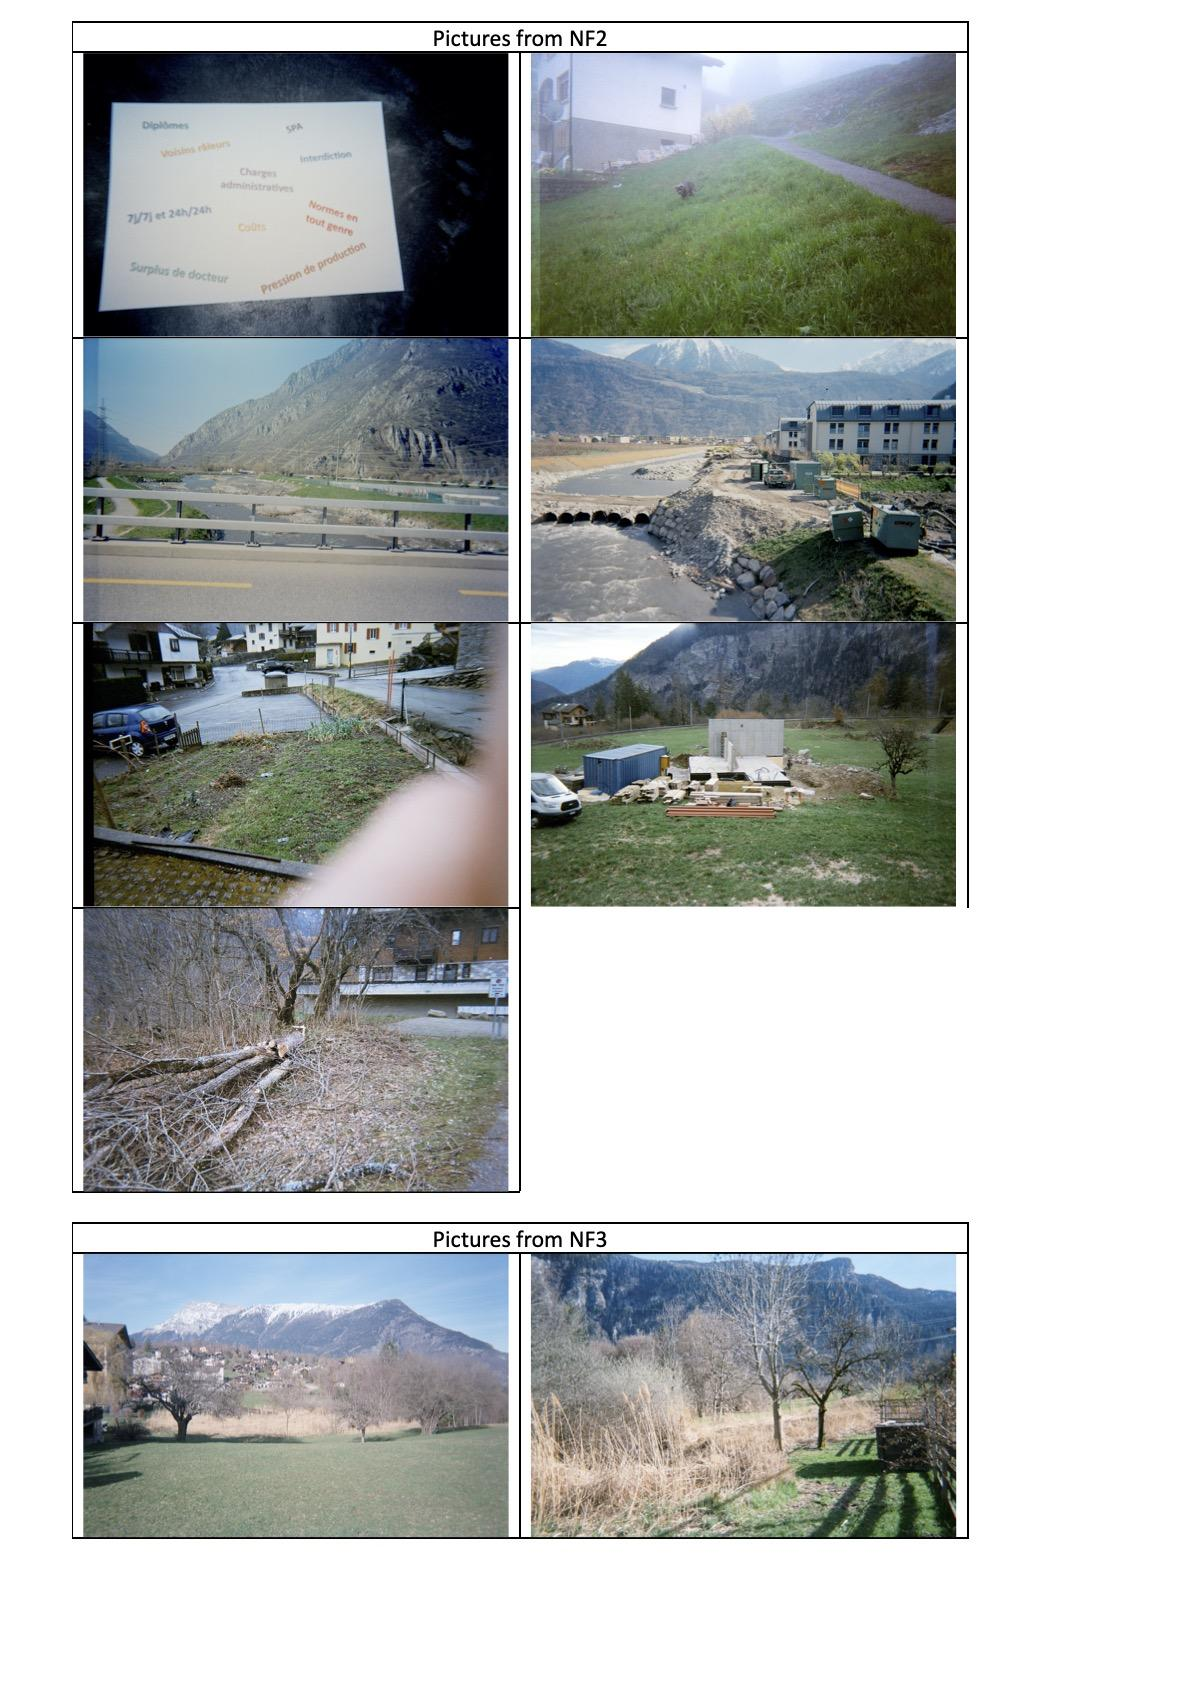 Pictures from NF2
Diplômes
SPA
Voisins râleurs
Interdiction
Charges
administratives
7j/7j et 24h/24h
Normes en
tout genre
Coûts
Surplus de docteur
Pression de production
Pictures from NF3